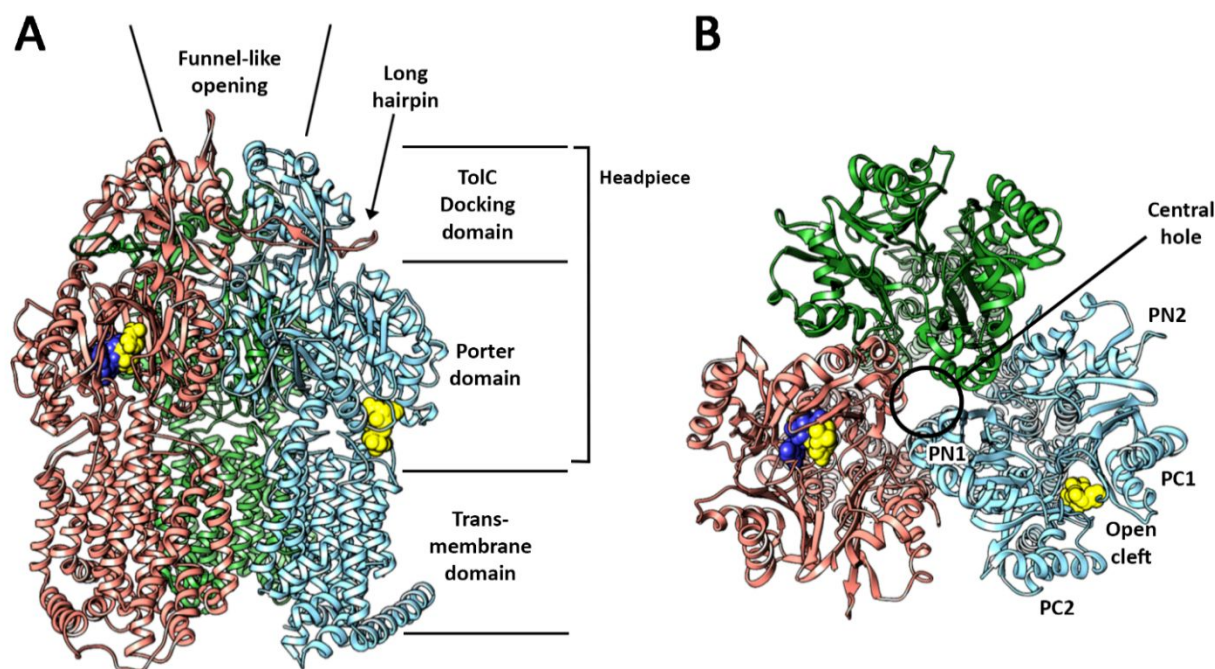 A
Funnel-like
opening
Long
hairpin
TolC
Docking
domain
Headpiece
Porter
domain
Trans-
membrane
domain
B
Central
hole
PN2
PN1
PC1
Open
cleft
PC2